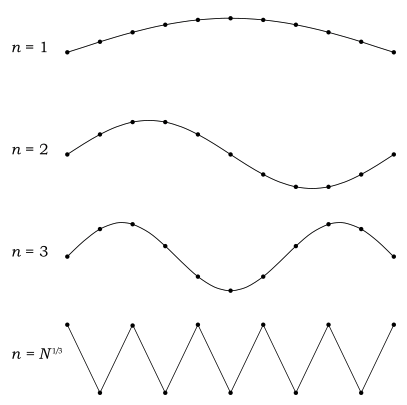 n = 1
n = 2
n = 3
n = N^{1/3}